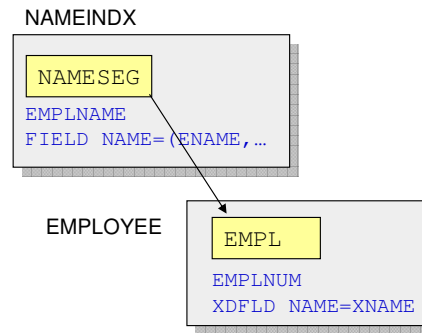 NAMEINDX
NAMESEG
EMPLNAME
FIELD NAME=(ENAME,…
EMPLOYEE
EMPL
EMPLNUM
XDFLD NAME=XNAME